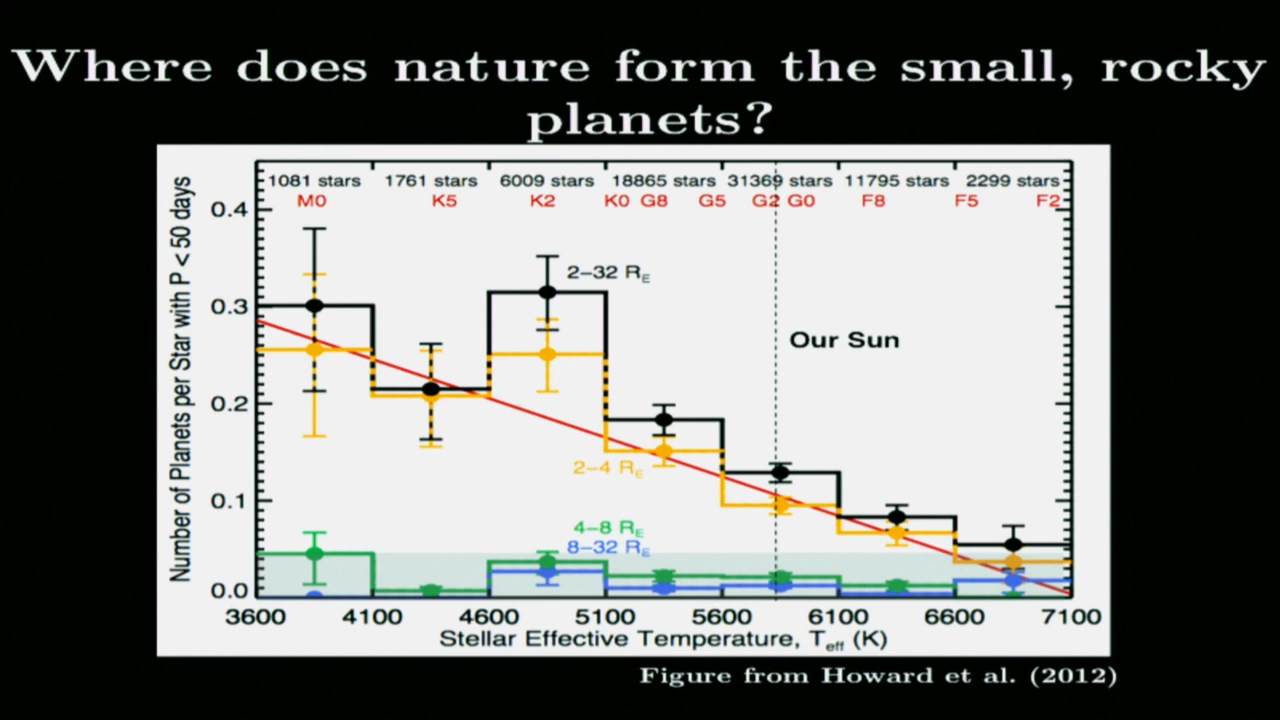 Where does nature form the small, rocky
planets?
1081 stars 1761 stars 6009 stars 18865 stars 31369 stars 11795 stars 2299 stars
M0 K5 K2 K0 G8 G5 G2 G0 F8 F5 F2
Number of Planets per Star with P < 50 days
0.4
0.3
0.2
0.1
0.0
2–32 R_E
Our Sun
2–4 R_E
4–8 R_E
8–32 R_E
3600 4100 4600 5100 5600 6100 6600 7100
Stellar Effective Temperature, T_eff (K)
Figure from Howard et al. (2012)